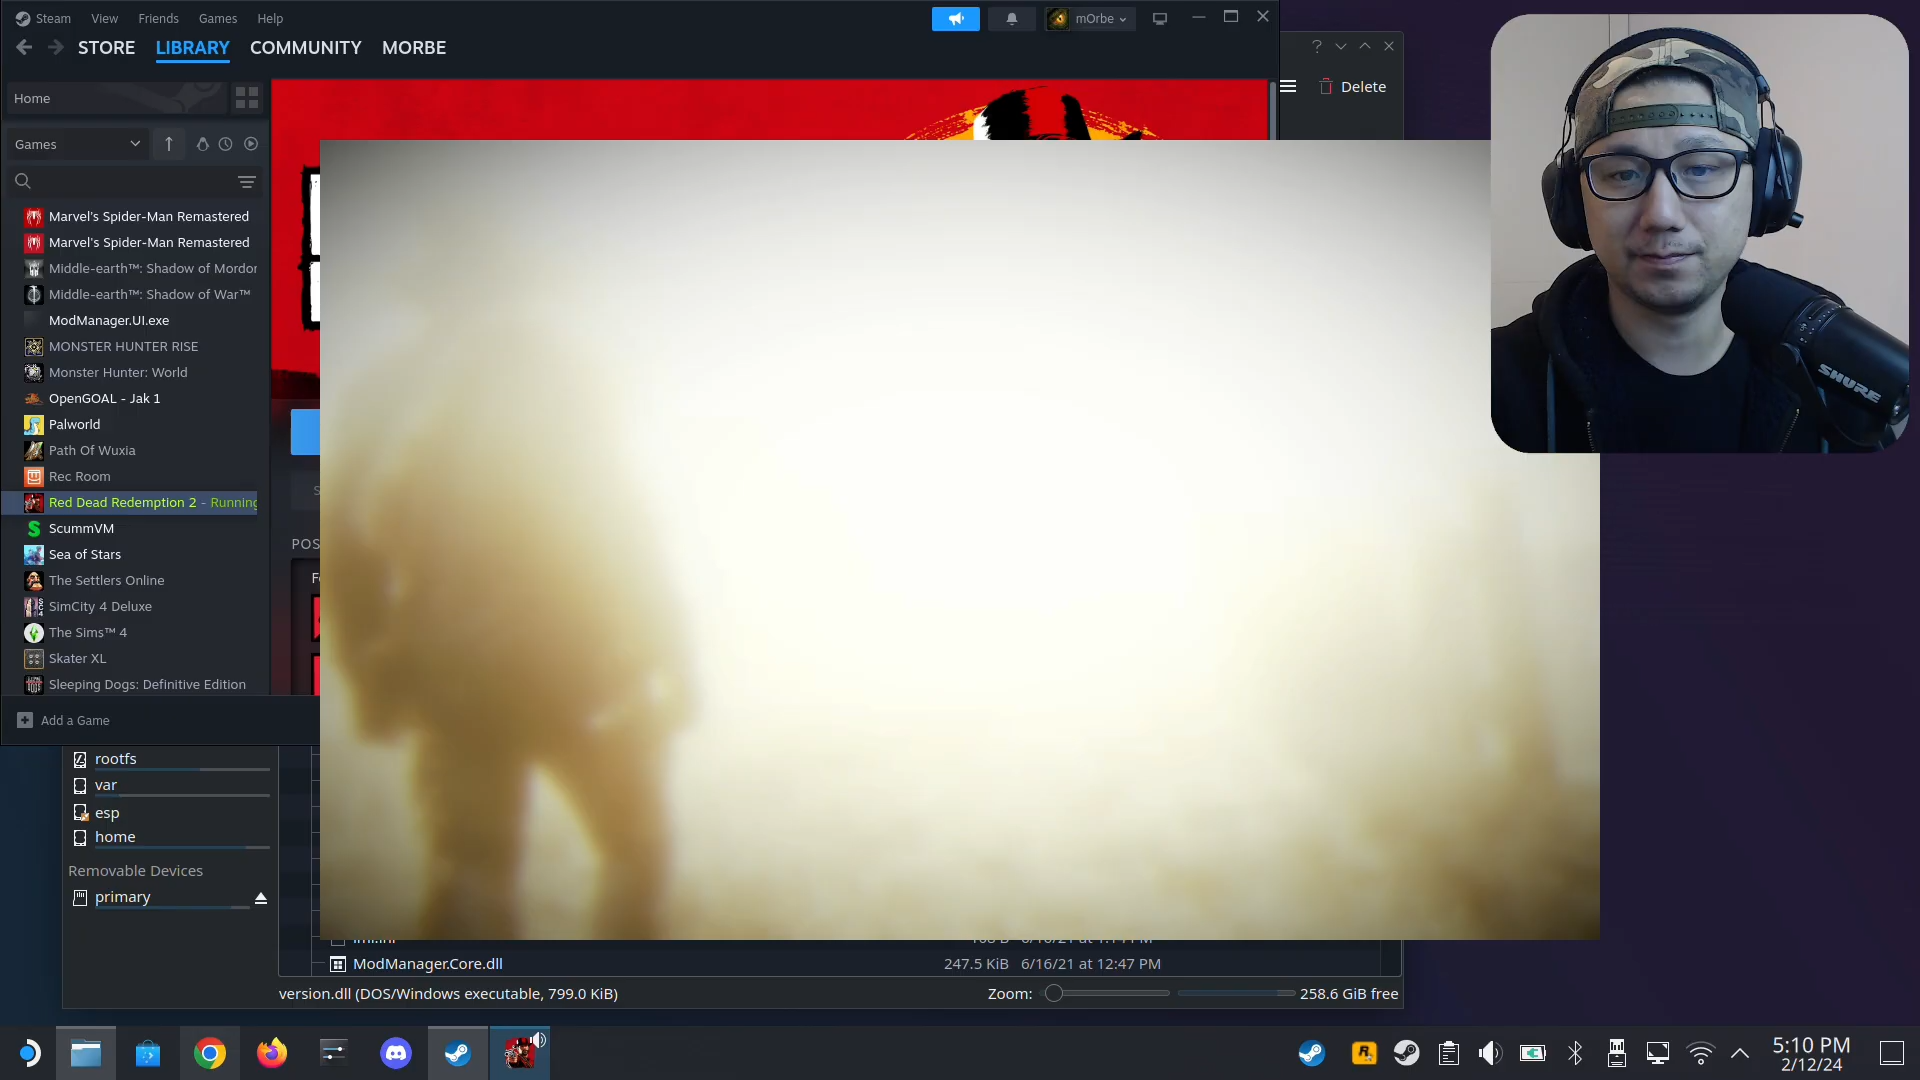 Steam View Friends Games Help
mOrbe
STORE LIBRARY COMMUNITY MORBE
Home
Games
Marvel's Spider-Man Remastered
Marvel's Spider-Man Remastered
Middle-earth™: Shadow of Mordor
Middle-earth™: Shadow of War™
ModManager.UI.exe
MONSTER HUNTER RISE
Monster Hunter: World
OpenGOAL - Jak 1
Palworld
Path Of Wuxia
Rec Room
Red Dead Redemption 2 - Running
ScummVM
Sea of Stars
The Settlers Online
SimCity 4 Deluxe
The Sims™ 4
Skater XL
Sleeping Dogs: Definitive Edition
Add a Game
POS
Delete
SHURE
rootfs
var
esp
home
Removable Devices
primary
ModManager.Core.dll 247.5 KiB 6/16/21 at 12:47 PM
version.dll (DOS/Windows executable, 799.0 KiB) Zoom: 258.6 GiB free
5:10 PM
2/12/24